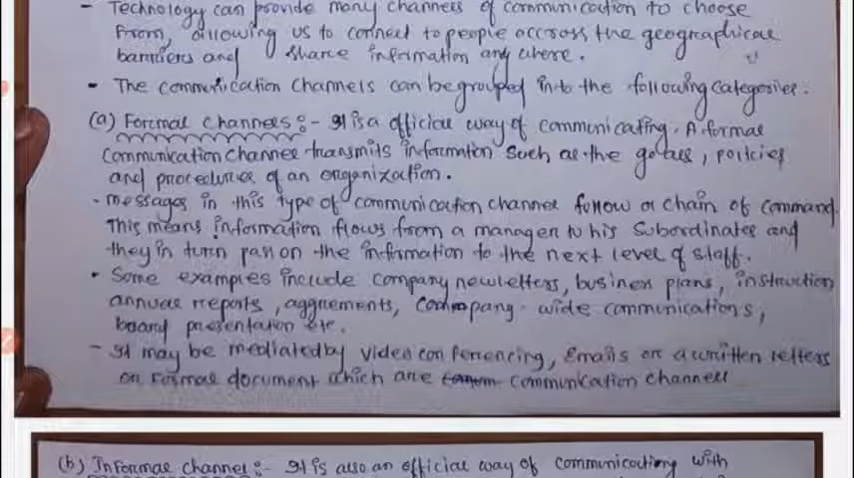 - Technology can provide many channels of communication to choose
From, allowing us to connect to people accross the geographical
barriers and share information any where.
- The communication channels can be grouped into the following categories.
(a) Formal channels:- It is a official way of communicating. A formal
communication channel transmits information such as the goals, policies
and procedures of an organization.
- Messages in this type of communication channel follow a chain of command.
This means information flows from a manager to his subordinates and
they in turn pass on the information to the next level of staff.
• Some examples include company newsletters, business plans, instruction
annual reports, aggrements, company-wide communications,
board presentation etc.
- It may be mediated by video conferencing, Emails or a written letters
or Formal document which are communication channel
(b) Informal channel:- It is also an official way of communicationg with